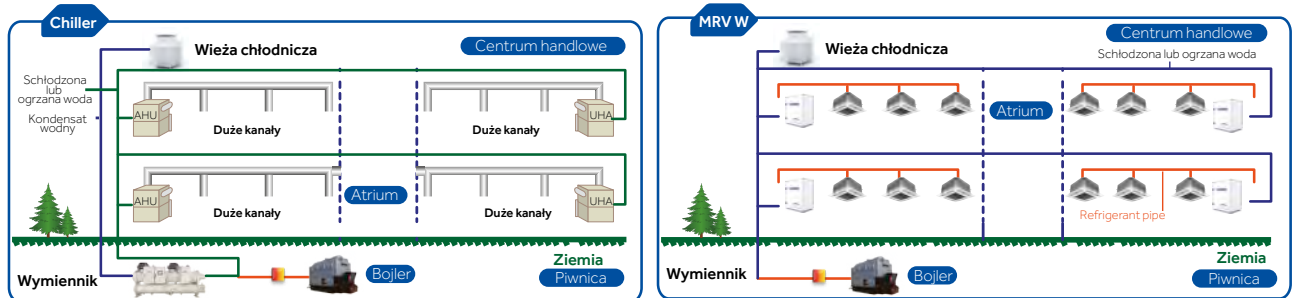 Chiller
Wieża chłodnicza
Centrum handlowe
Schłodzona
lub
ogrzana woda
Kondensat
wodny
AHU
Duże kanały
Duże kanały
UHA
AHU
Duże kanały
Atrium
Duże kanały
UHA
Ziemia
Wymiennik
Bojler
Piwnica
MRV W
Wieża chłodnicza
Centrum handlowe
Schłodzona lub ogrzana woda
Atrium
Refrigerant pipe
Ziemia
Wymiennik
Bojler
Piwnica